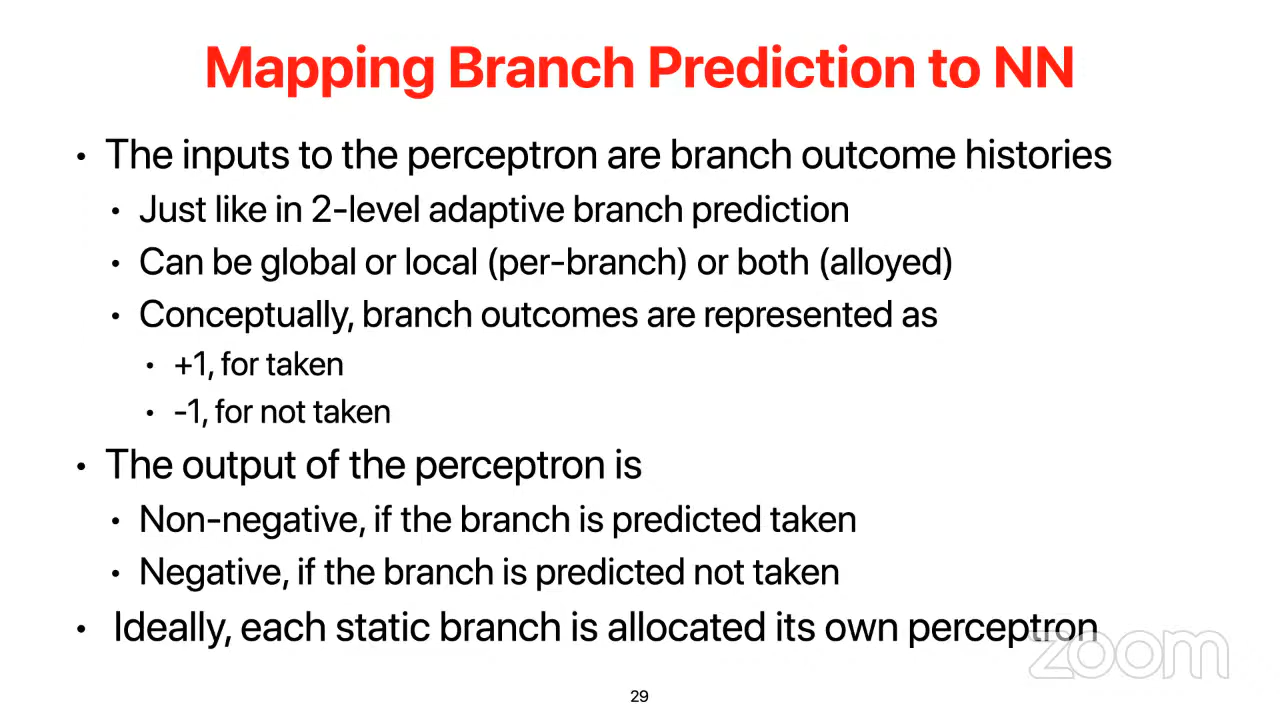 Mapping Branch Prediction to NN
• The inputs to the perceptron are branch outcome histories
• Just like in 2-level adaptive branch prediction
• Can be global or local (per-branch) or both (alloyed)
• Conceptually, branch outcomes are represented as
• +1, for taken
• -1, for not taken
• The output of the perceptron is
• Non-negative, if the branch is predicted taken
• Negative, if the branch is predicted not taken
• Ideally, each static branch is allocated its own perceptron
zoom
29